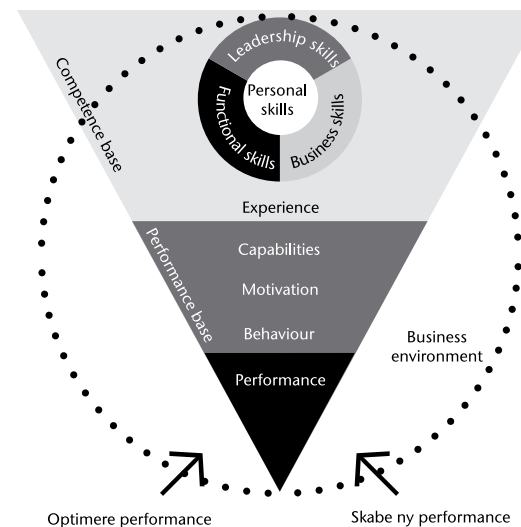 Leadership skills
Personal
skills
Functional skills
Business skills
Competence base
Experience
Performance base
Capabilities
Motivation
Behaviour
Business
environment
Performance
Optimere performance
Skabe ny performance